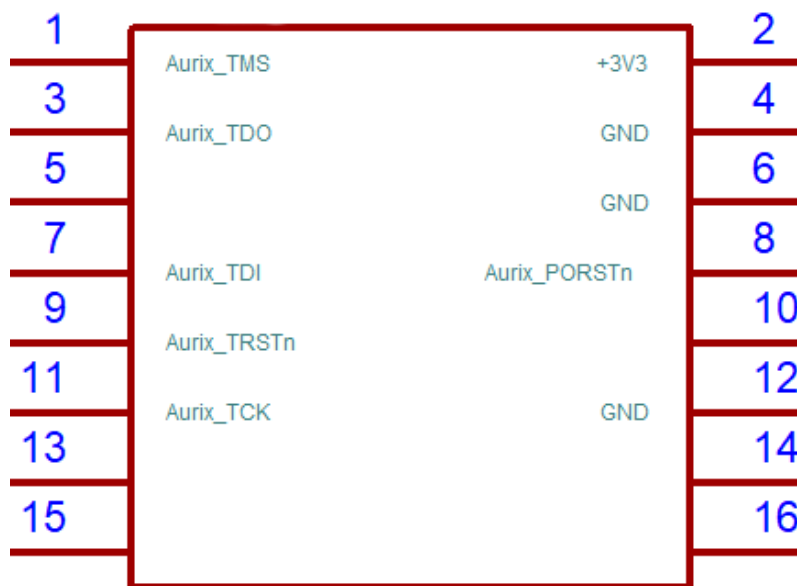 1 2
Aurix_TMS +3V3
3 4
Aurix_TDO GND
5 6
GND
7 8
Aurix_TDI Aurix_PORSTn
9 10
Aurix_TRSTn
11 12
Aurix_TCK GND
13 14
15 16